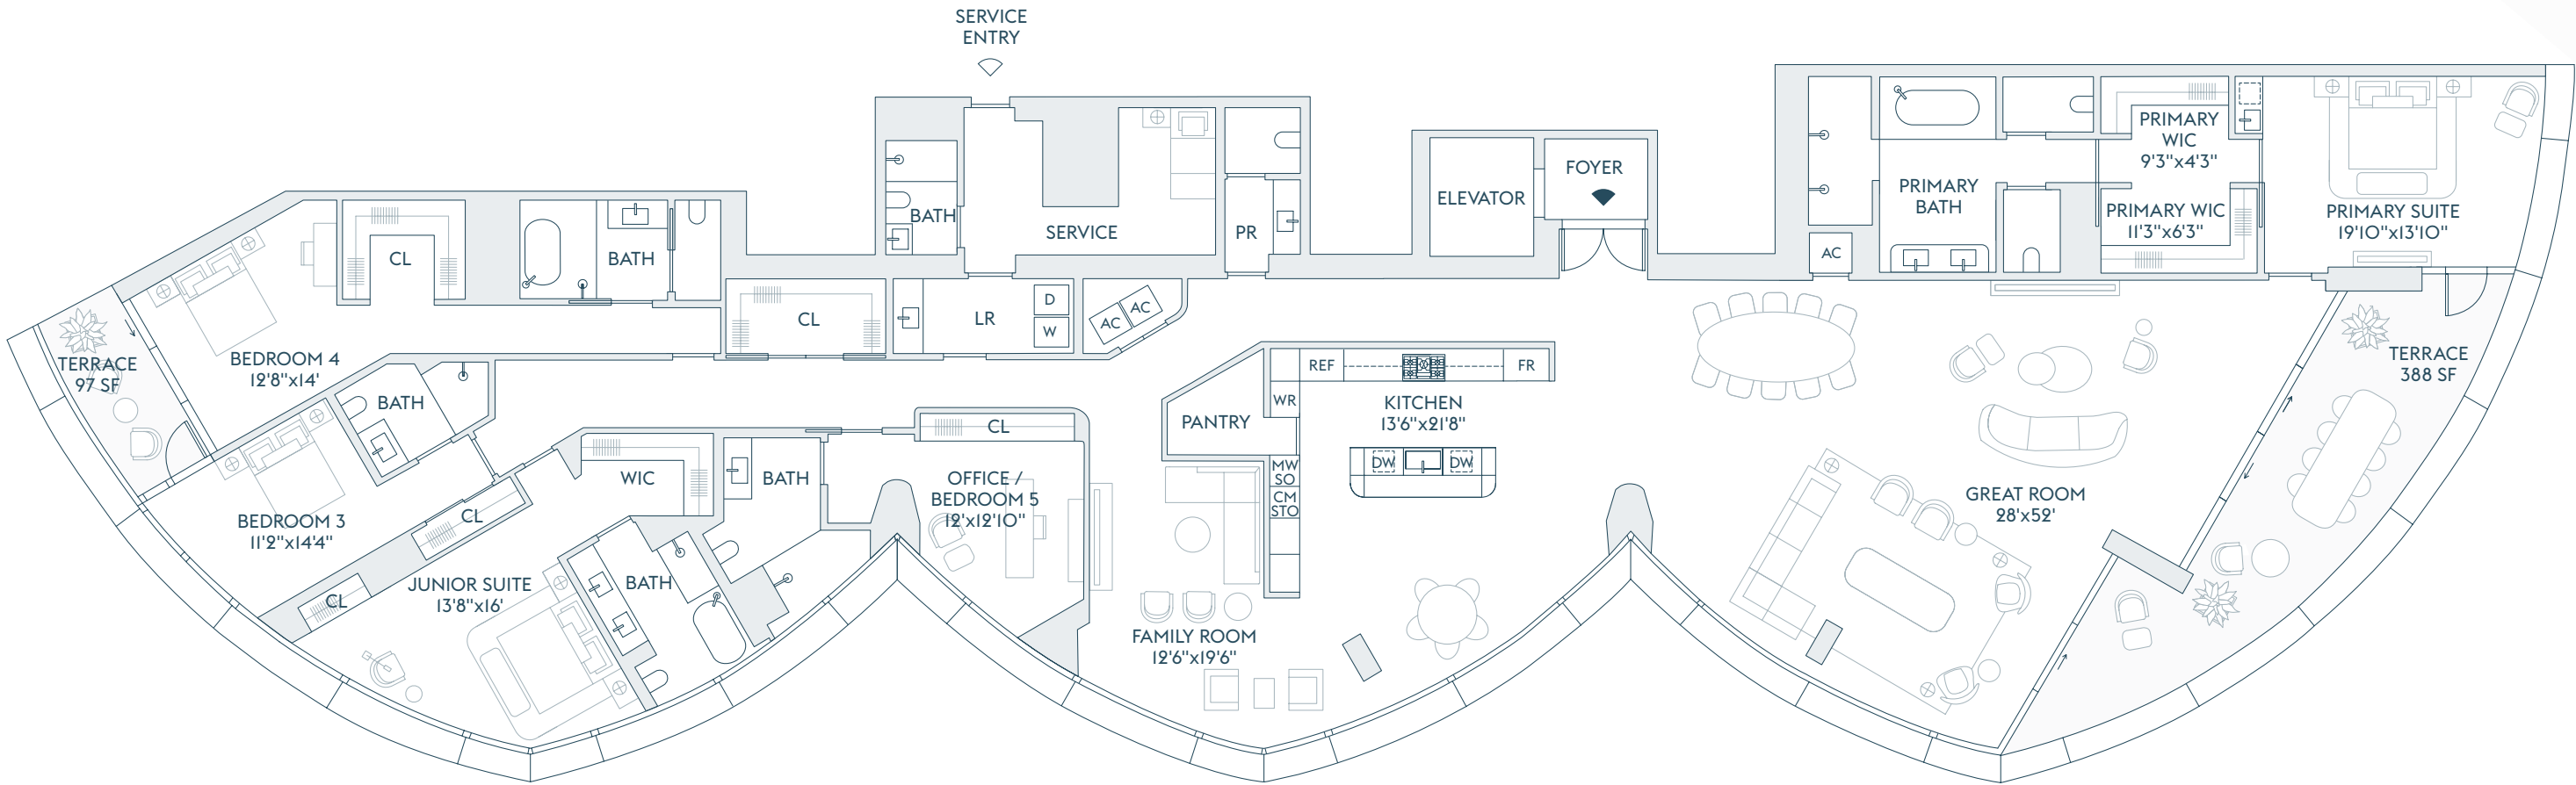 SERVICE
ENTRY
BATH
SERVICE
PR
ELEVATOR
FOYER
AC
PRIMARY
BATH
PRIMARY
WIC
9'3"x4'3"
PRIMARY WIC
11'3"x6'3"
PRIMARY SUITE
19'10"x13'10"
CL
BATH
CL
LR
D
W
AC
AC
TERRACE
97 SF
BEDROOM 4
12'8"x14'
BATH
BEDROOM 3
11'2"x14'4"
CL
CL
JUNIOR SUITE
13'8"x16'
WIC
BATH
BATH
CL
OFFICE /
BEDROOM 5
12'x12'10"
PANTRY
REF
FR
WR
KITCHEN
13'6"x21'8"
DW
DW
MW
SO
CM
STO
FAMILY ROOM
12'6"x19'6"
GREAT ROOM
28'x52'
TERRACE
388 SF